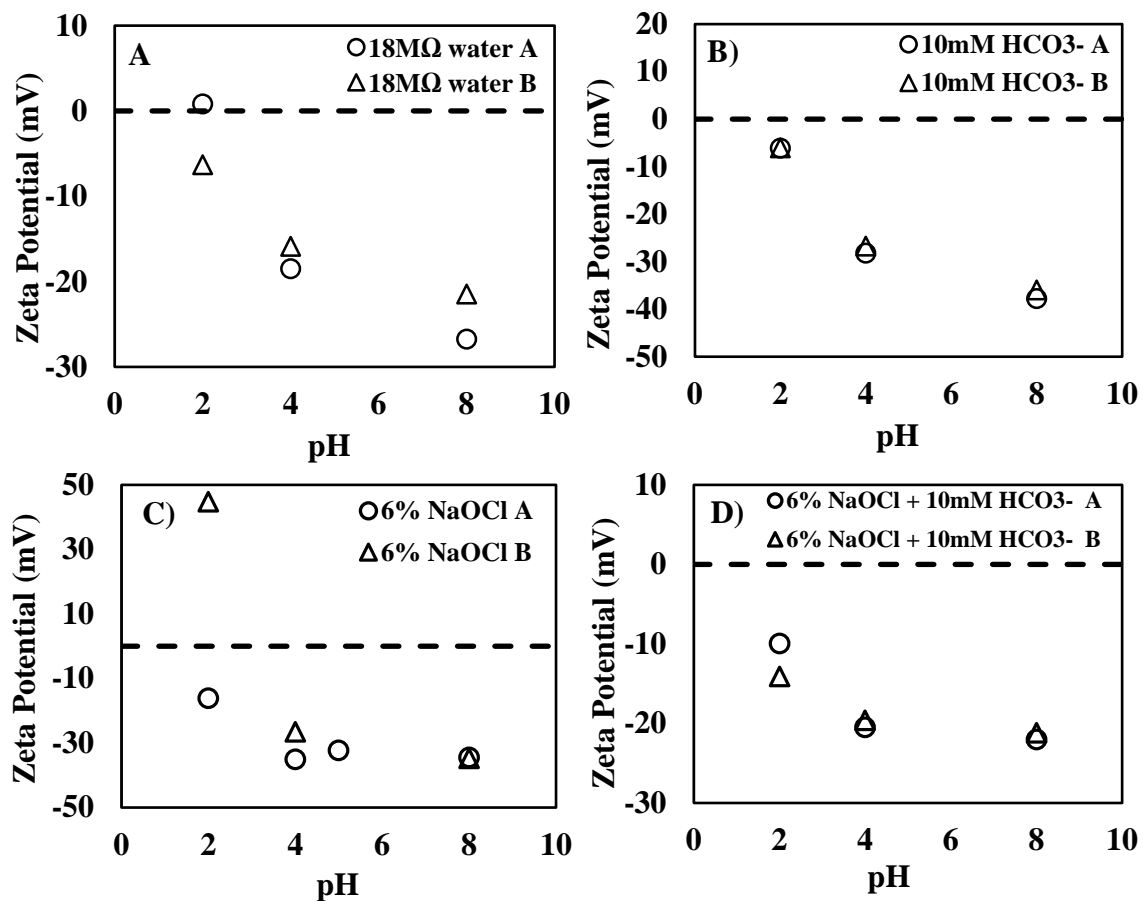 A
18MΩ water A
18MΩ water B
Zeta Potential (mV)
10
0
-10
-20
-30
0 2 4 6 8 10
pH
B)
10mM HCO3- A
10mM HCO3- B
Zeta Potential (mV)
20
10
0
-10
-20
-30
-40
-50
0 2 4 6 8 10
pH
C)
6% NaOCl A
6% NaOCl B
Zeta Potential (mV)
50
30
10
-10
-30
-50
0 2 4 6 8 10
pH
D)
6% NaOCl + 10mM HCO3- A
6% NaOCl + 10mM HCO3- B
Zeta Potential (mV)
10
0
-10
-20
-30
0 2 4 6 8 10
pH